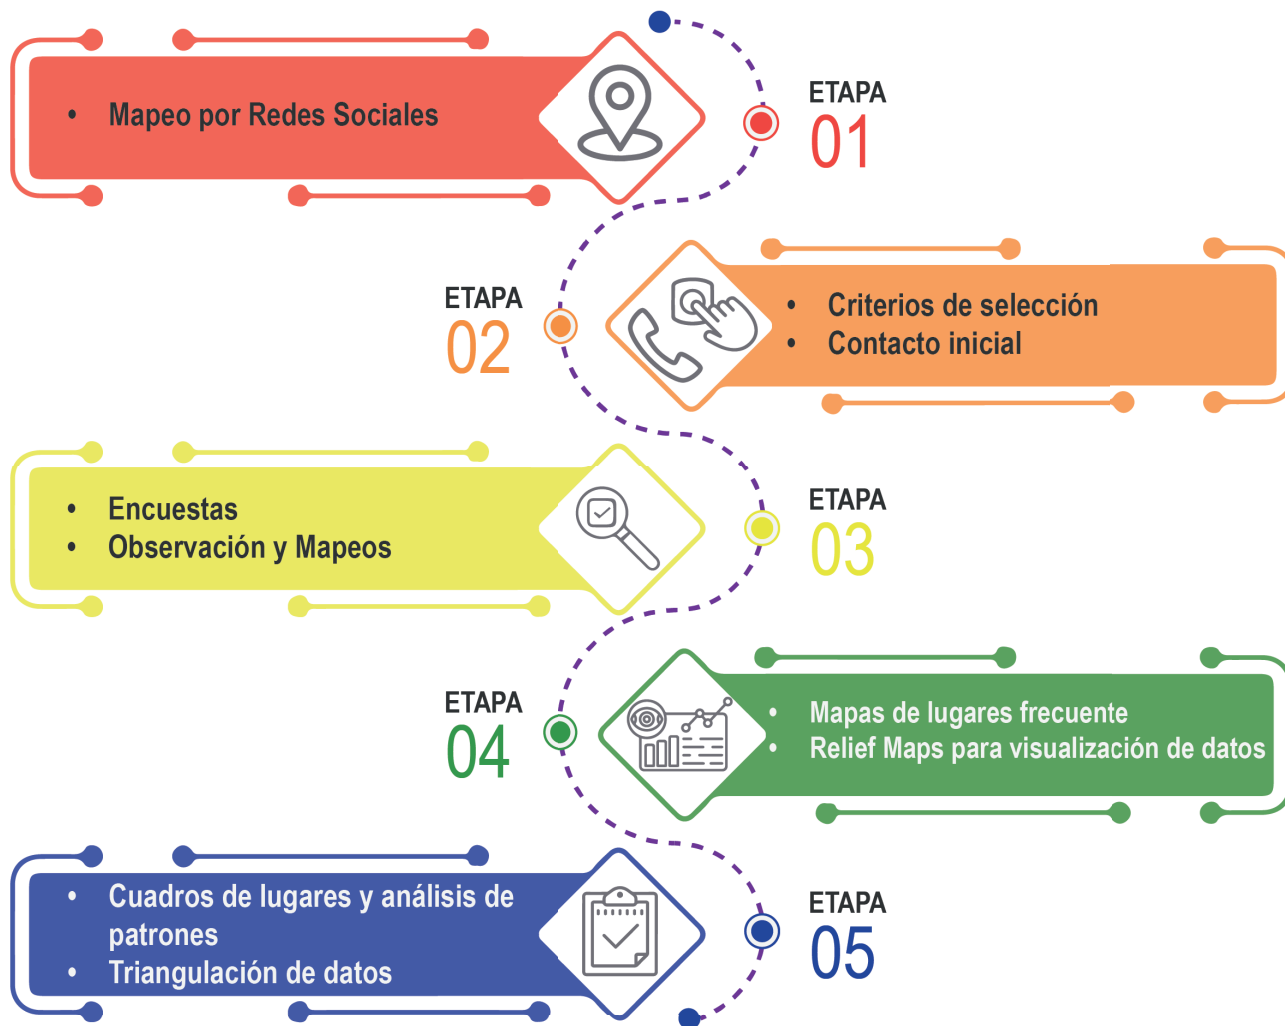 • Mapeo por Redes Sociales
ETAPA
01
ETAPA
02
• Criterios de selección
• Contacto inicial
• Encuestas
• Observación y Mapeos
ETAPA
03
ETAPA
04
• Mapas de lugares frecuente
• Relief Maps para visualización de datos
• Cuadros de lugares y análisis de
patrones
• Triangulación de datos
ETAPA
05